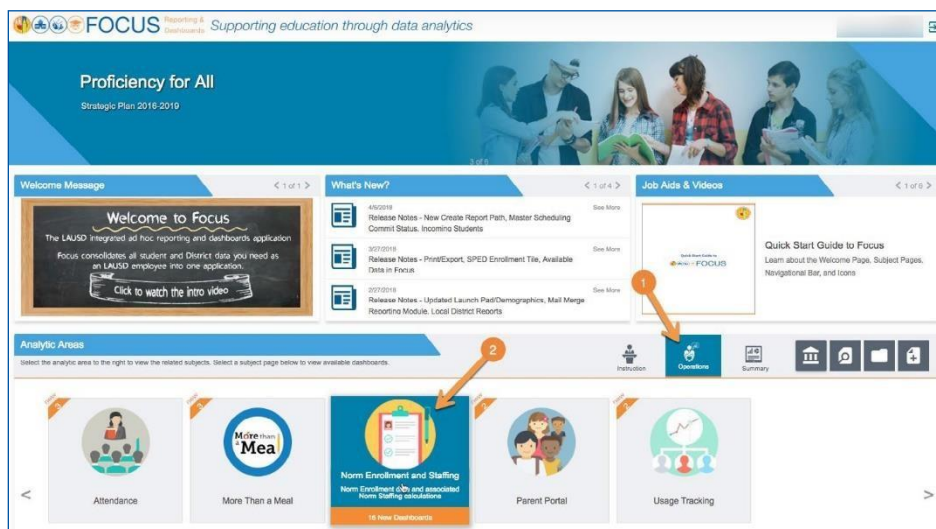 FOCUS Reporting & Dashboards Supporting education through data analytics
Proficiency for All
Strategic Plan 2016-2019
3 of 6
Welcome Message < 1 of 1 >
Welcome to Focus
The LAUSD integrated ad hoc reporting and dashboards application
Focus consolidates all student and District data you need as
an LAUSD employee into one application.
Click to watch the intro video
What's New? < 1 of 4 >
4/5/2018 See More
Release Notes - New Create Report Path, Master Scheduling
Commit Status, Incoming Students
3/27/2018 See More
Release Notes - Print/Export, SPED Enrollment Tile, Available
Data in Focus
2/27/2018 See More
Release Notes - Updated Launch Pad/Demographics, Mail Merge
Reporting Module, Local District Reports
Job Aids & Videos < 1 of 6 >
Quick Start Guide to
FOCUS
Quick Start Guide to Focus
Learn about the Welcome Page, Subject Pages,
Navigational Bar, and Icons
1
Analytic Areas
Select the analytic area to the right to view the related subjects. Select a subject page below to view available dashboards.
2
Instruction
Operations
Summary
<
3
Attendance
3
More than a Meal
More Than a Meal
Norm Enrollment and Staffing
Norm Enrollment data and associated
Norm Staffing calculations
16 New Dashboards
2
Parent Portal
2
Usage Tracking
>